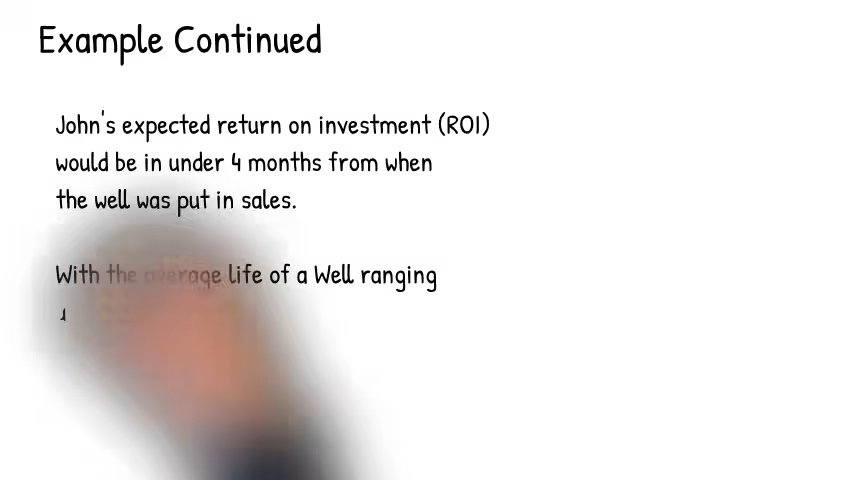 Example Continued
John's expected return on investment (ROI)
would be in under 4 months from when
the well was put in sales.
With the average life of a Well ranging